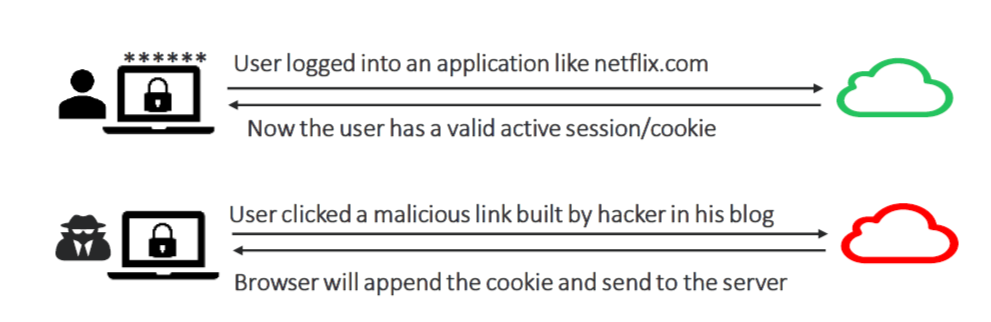 ******
User logged into an application like netflix.com
Now the user has a valid active session/cookie
User clicked a malicious link built by hacker in his blog
Browser will append the cookie and send to the server